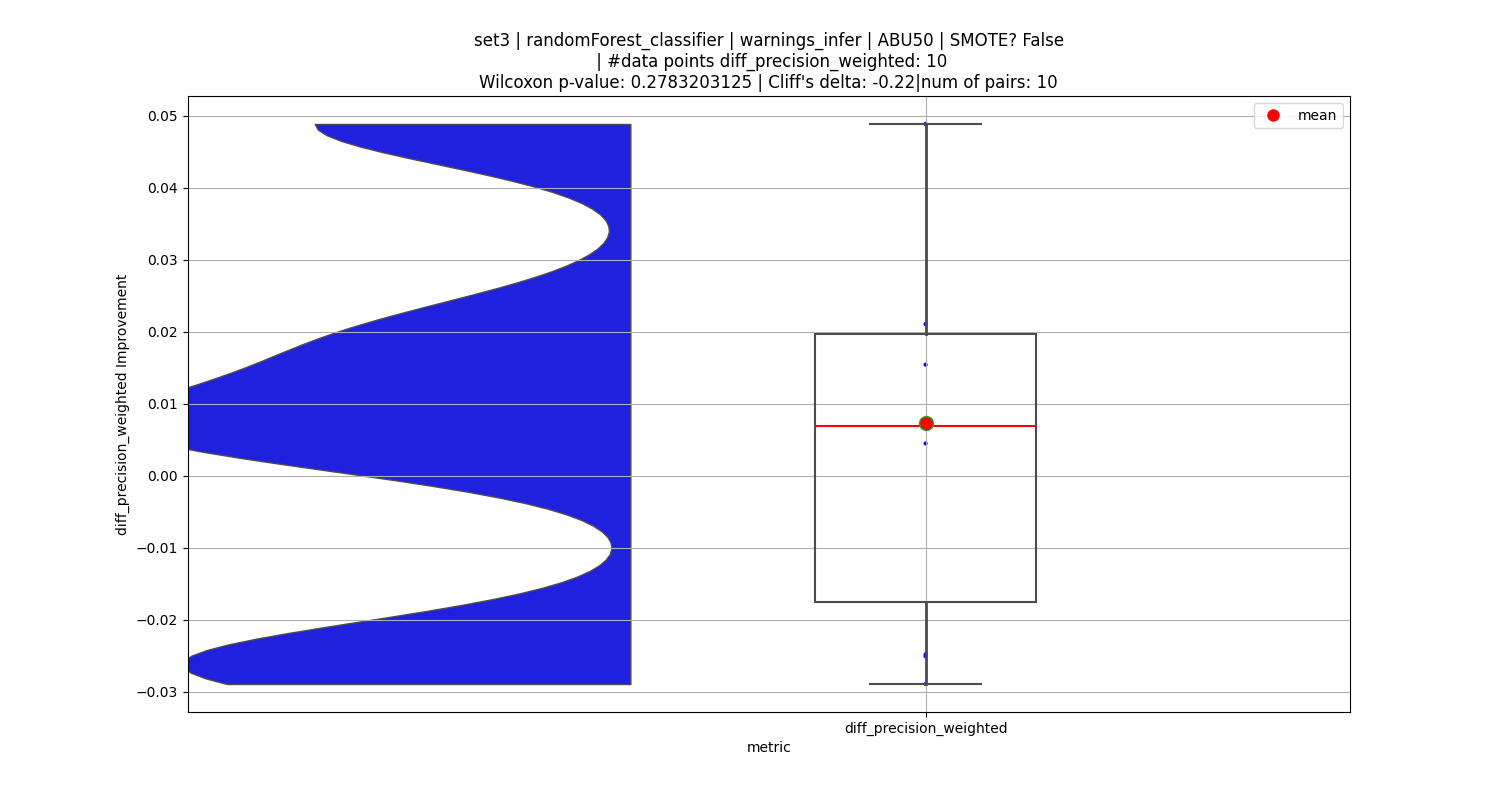 set3 | randomForest_classifier | warnings_infer | ABU50 | SMOTE? False
| #data points diff_precision_weighted: 10
Wilcoxon p-value: 0.2783203125 | Cliff's delta: -0.22|num of pairs: 10
mean
0.05
0.04
0.03
0.02
0.01
0.00
−0.01
−0.02
−0.03
diff_precision_weighted Improvement
diff_precision_weighted
metric